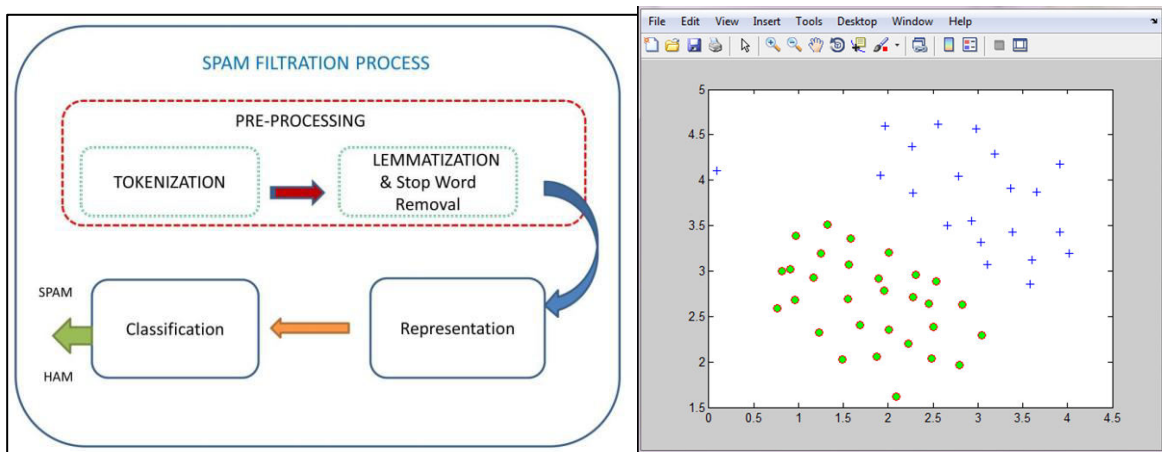 SPAM FILTRATION PROCESS
PRE-PROCESSING
TOKENIZATION
LEMMATIZATION
& Stop Word
Removal
SPAM
Classification
Representation
HAM
File Edit View Insert Tools Desktop Window Help
5
4.5
4
3.5
3
2.5
2
1.5
0 0.5 1 1.5 2 2.5 3 3.5 4 4.5